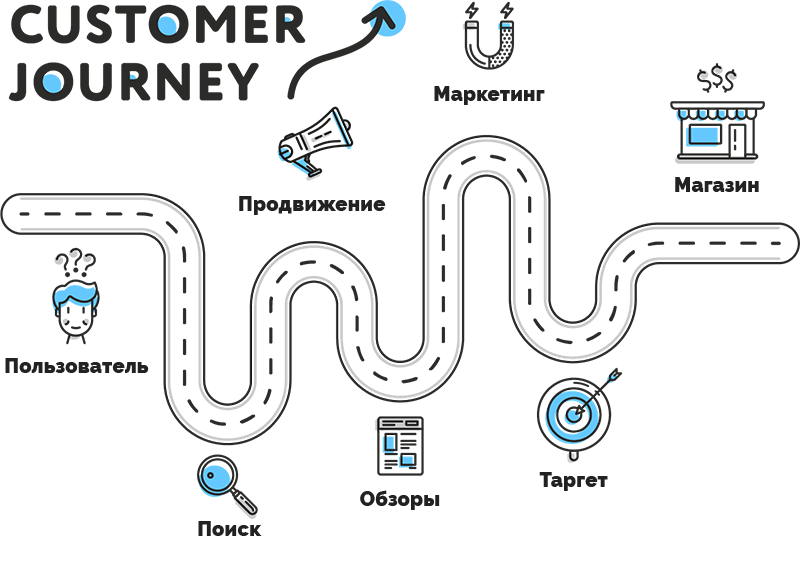 CUSTOMER
JOURNEY
Маркетинг
Магазин
Продвижение
Пользователь
Поиск
Обзоры
Таргет